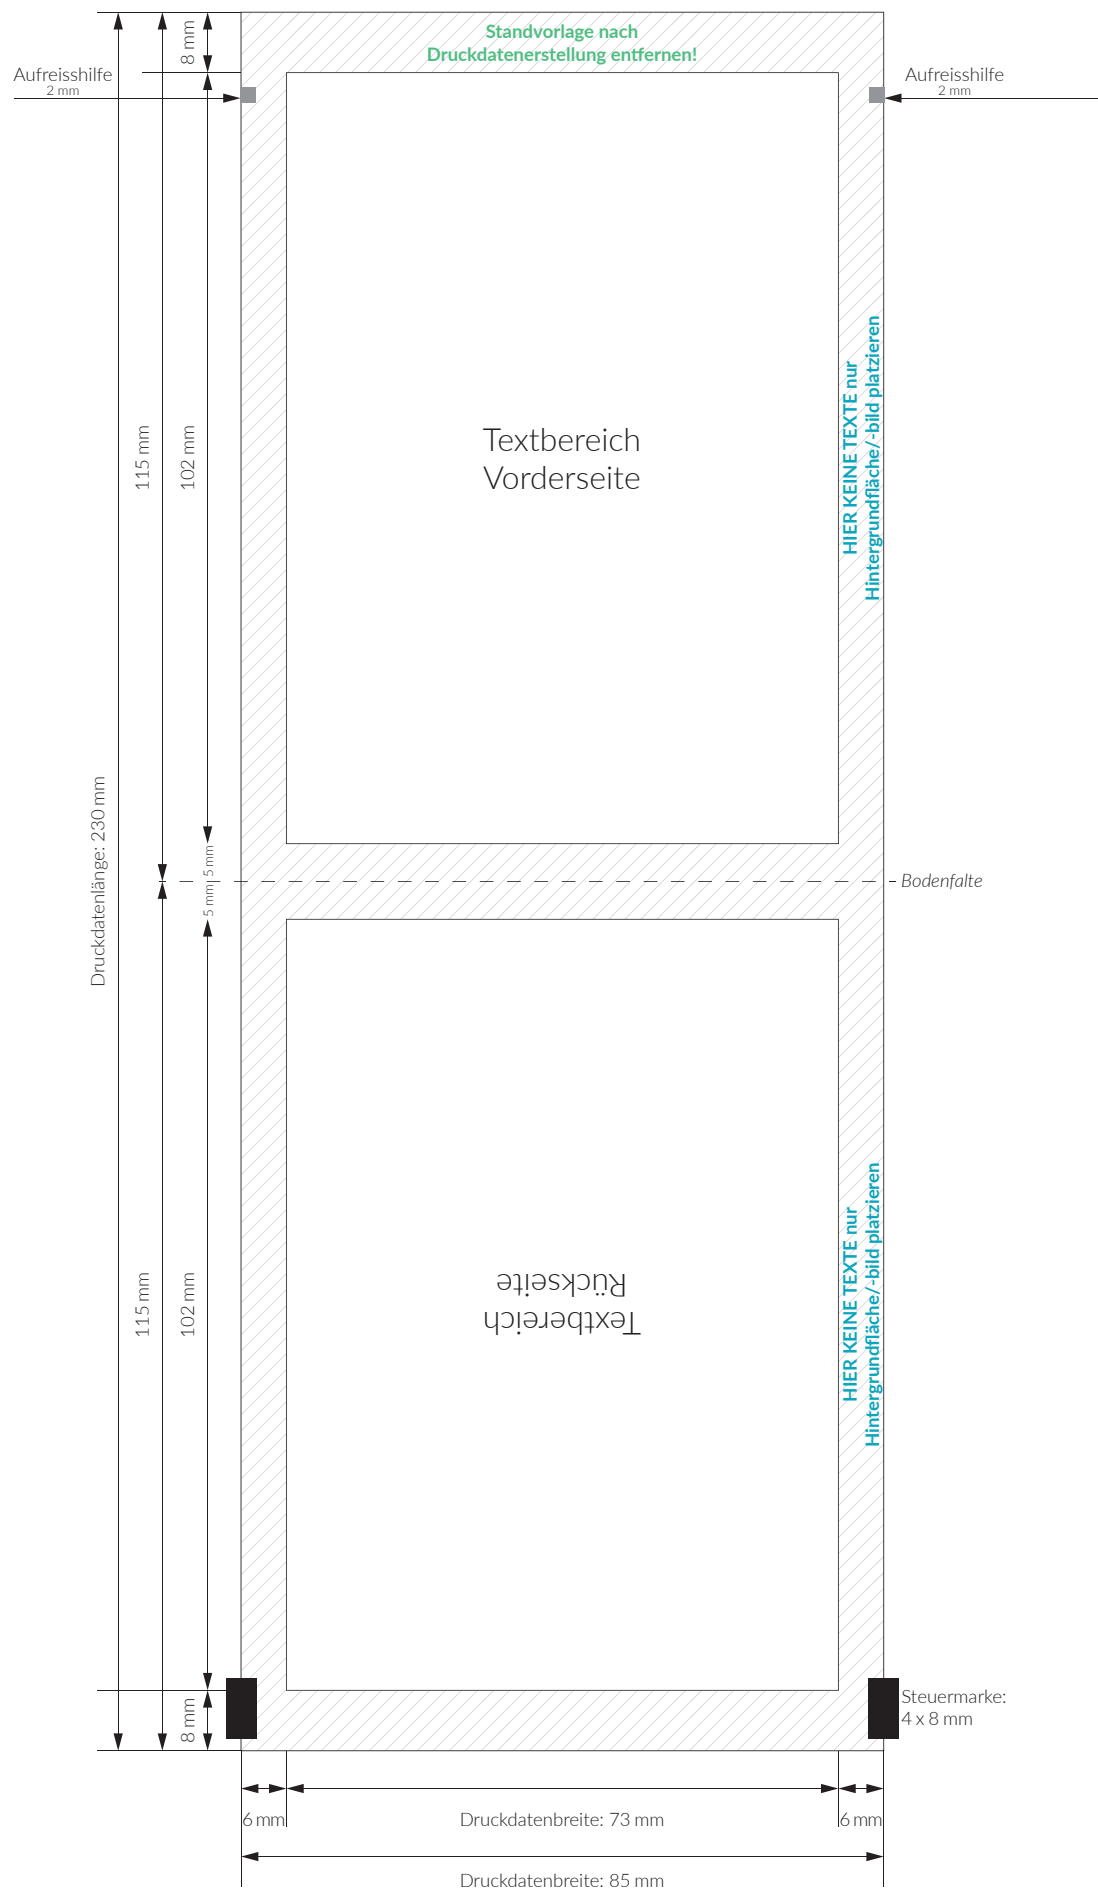 Standvorlage nach
Druckdatenerstellung entfernen!
8 mm
Aufreisshilfe
2 mm
Aufreisshilfe
2 mm
115 mm
102 mm
Textbereich
Vorderseite
HIER KEINE TEXTE nur
Hintergrundfläche/-bild platzieren
Druckdatenlänge: 230 mm
5 mm
5 mm
Bodenfalte
115 mm
102 mm
Textbereich
Rückseite
HIER KEINE TEXTE nur
Hintergrundfläche/-bild platzieren
8 mm
Steuermarke:
4 x 8 mm
6 mm
Druckdatenbreite: 73 mm
6 mm
Druckdatenbreite: 85 mm